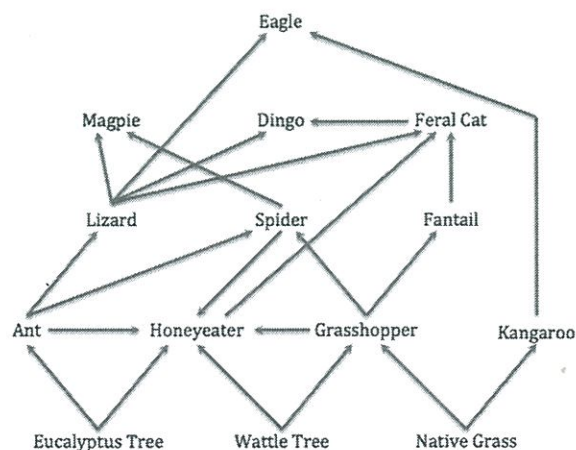 Eagle
Magpie Dingo Feral Cat
Lizard Spider Fantail
Ant Honeyeater Grasshopper Kangaroo
Eucalyptus Tree Wattle Tree Native Grass